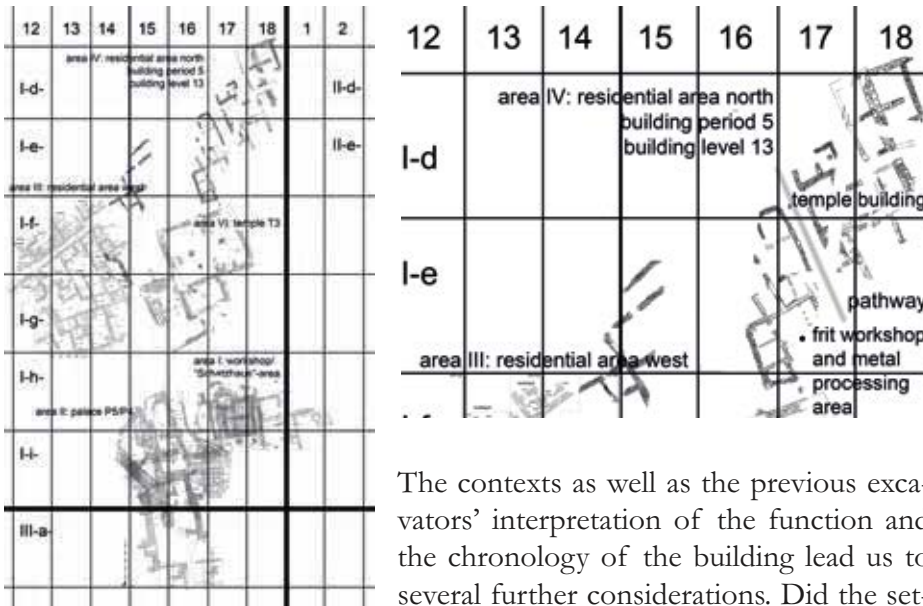 12 13 14 15 16 17 18 1 2
area IV: residential area north
building period 5
building level 13
I-d- II-d-
I-e- II-e-
area III: residential area west
I-f-
area VI: temple T3
I-g-
area I: workshop/
"Schatzhaus"-area
I-h-
area II: palace P5/P4
I-i-
III-a-
12 13 14 15 16 17 18
area IV: residential area north
building period 5
building level 13
I-d
temple building
I-e
pathway
frit workshop
area III: residential area west and metal
processing
area
The contexts as well as the previous exca-
vators’ interpretation of the function and
the chronology of the building lead us to
several further considerations. Did the set-